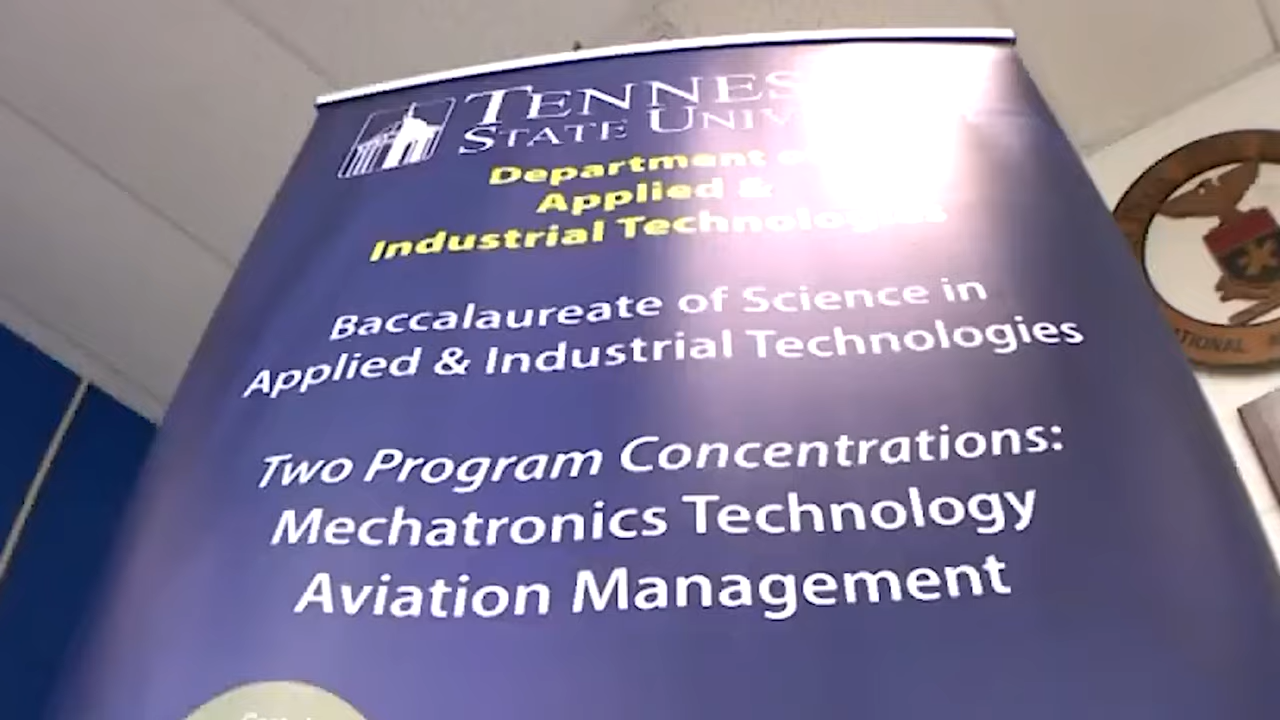 TENNES
STATE UNIV
Department
Applied &
Industrial Technologies
Baccalaureate of Science in
Applied & Industrial Technologies
Two Program Concentrations:
Mechatronics Technology
Aviation Management